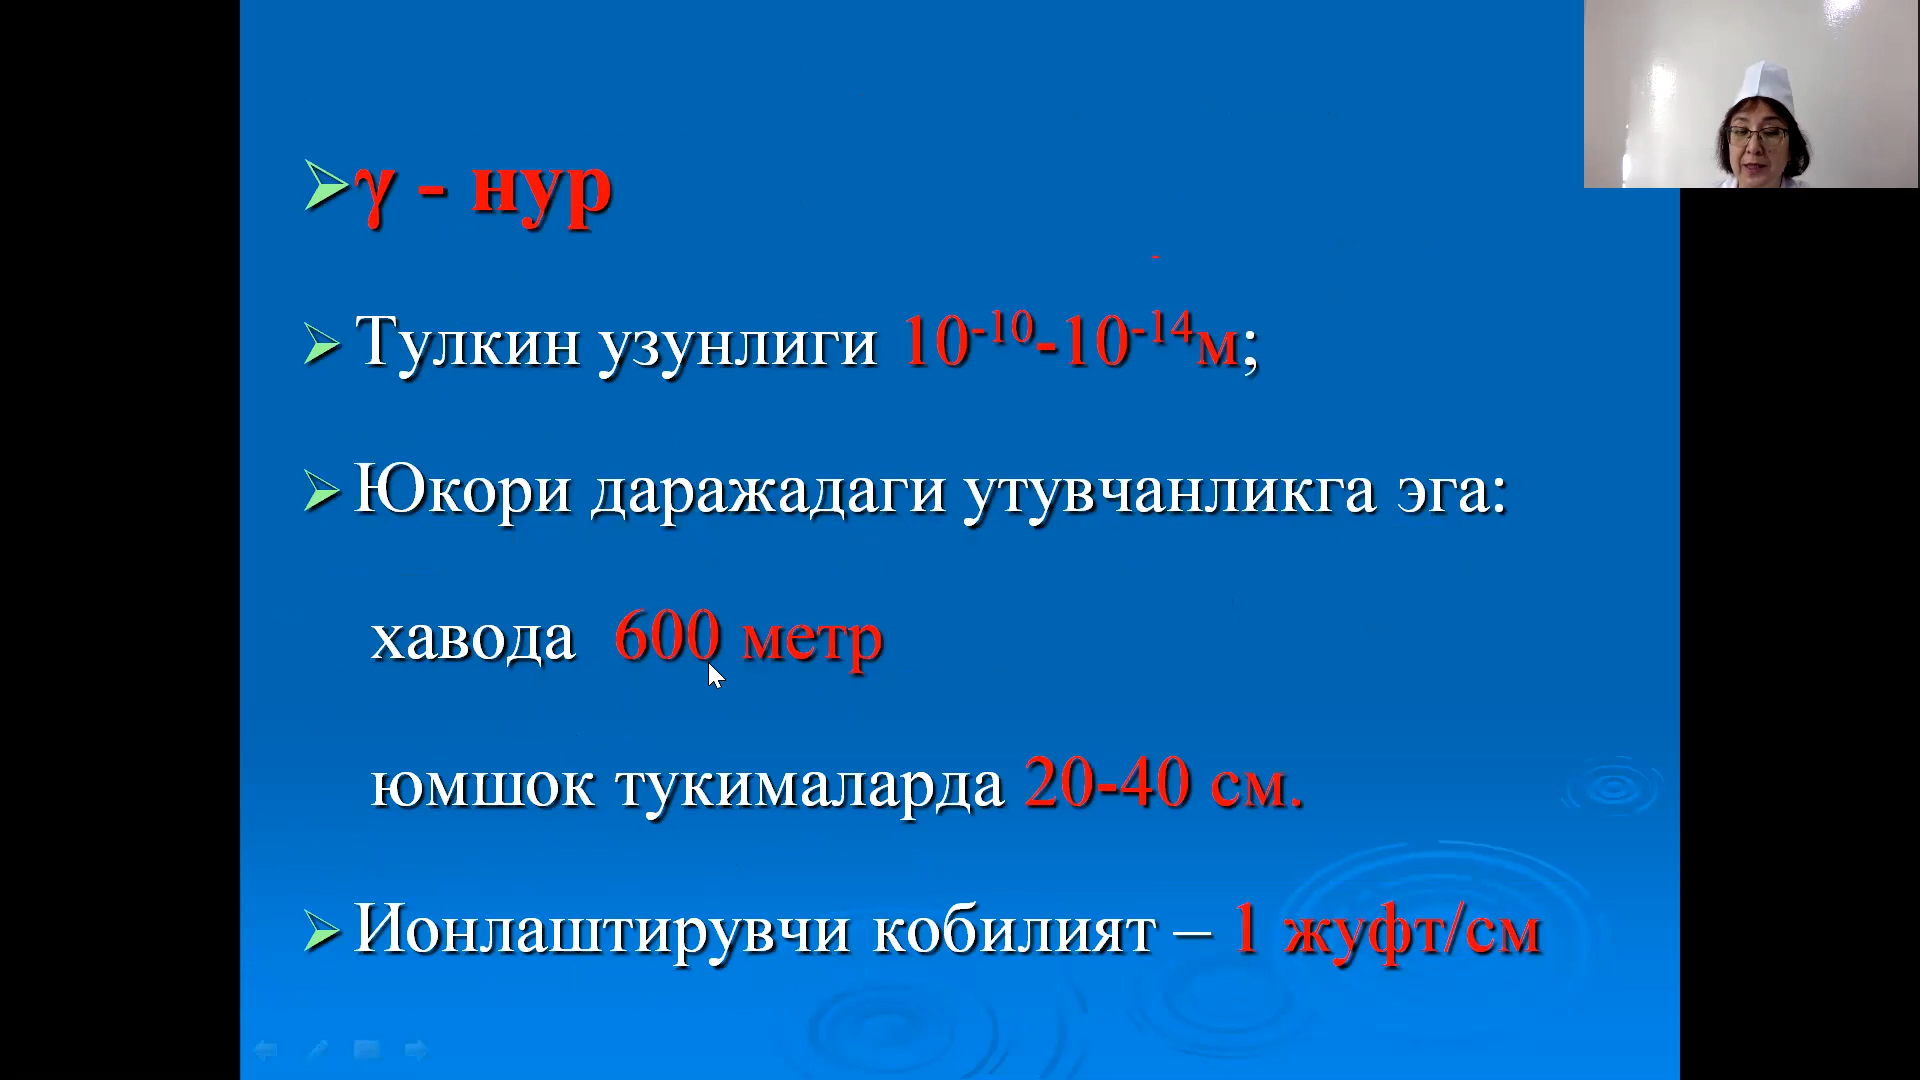 γ - нур
Тулкин узунлиги 10⁻¹⁰-10⁻¹⁴м;
Юкори даражадаги утувчанликга эга:
хавода 600 метр
юмшок тукималарда 20-40 см.
Ионлаштирувчи кобилият – 1 жуфт/см